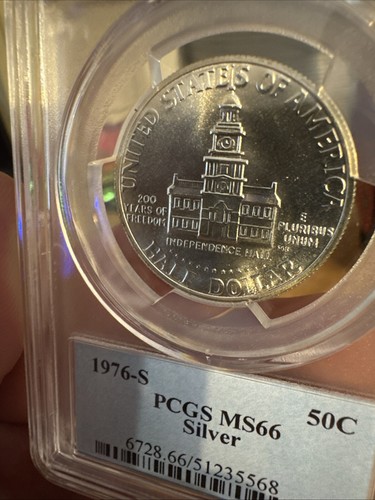 UNITED STATES OF AMERICA
200
YEARS OF
FREEDOM
E
PLURIBUS
UNUM
INDEPENDENCE HALL
HALF DOLLAR
1976-S
PCGS MS66
50C
Silver
6728.66/51235568